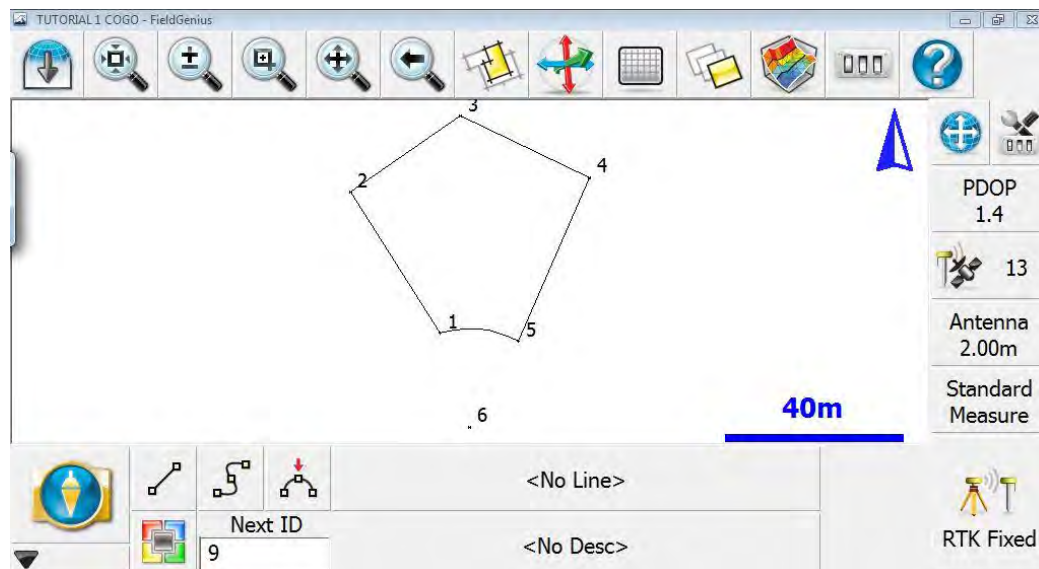 TUTORIAL 1 COGO - FieldGenius
3
4
2
1
5
6
40m
PDOP
1.4
13
Antenna
2.00m
Standard
Measure
<No Line>
Next ID
9
<No Desc>
RTK Fixed